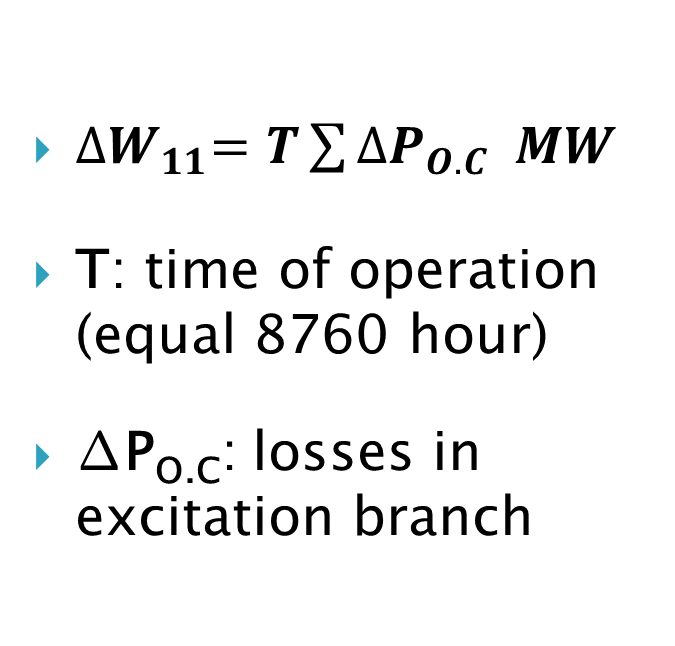 ΔW₁₁= T∑ΔP_O.C MW
T: time of operation
(equal 8760 hour)
ΔP_O.C: losses in
excitation branch